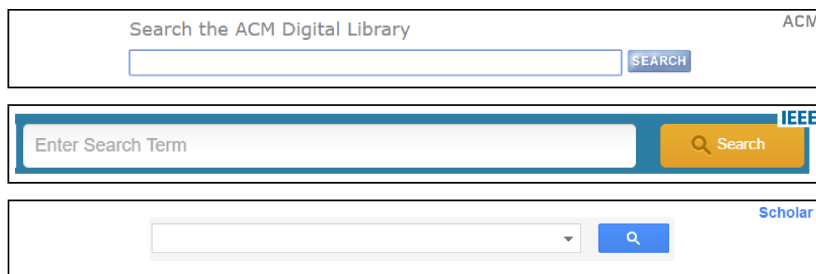 ACM
Search the ACM Digital Library
SEARCH
IEEE
Enter Search Term
Search
Scholar